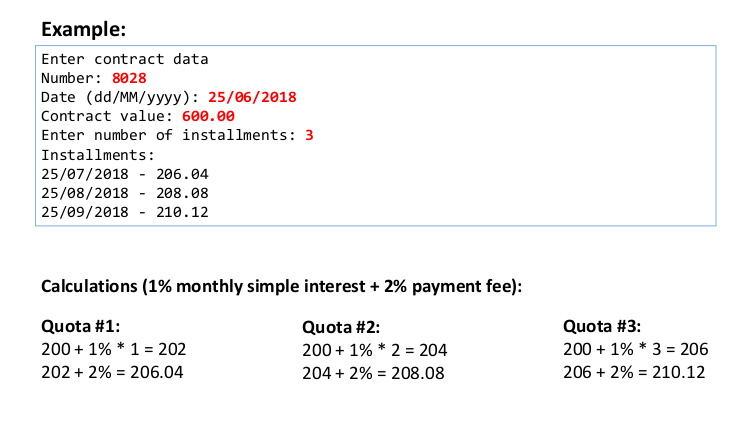 Example:
Enter contract data
Number: 8028
Date (dd/MM/yyyy): 25/06/2018
Contract value: 600.00
Enter number of installments: 3
Installments:
25/07/2018 - 206.04
25/08/2018 - 208.08
25/09/2018 - 210.12
Calculations (1% monthly simple interest + 2% payment fee):
Quota #1:
200 + 1% * 1 = 202
202 + 2% = 206.04
Quota #2:
200 + 1% * 2 = 204
204 + 2% = 208.08
Quota #3:
200 + 1% * 3 = 206
206 + 2% = 210.12